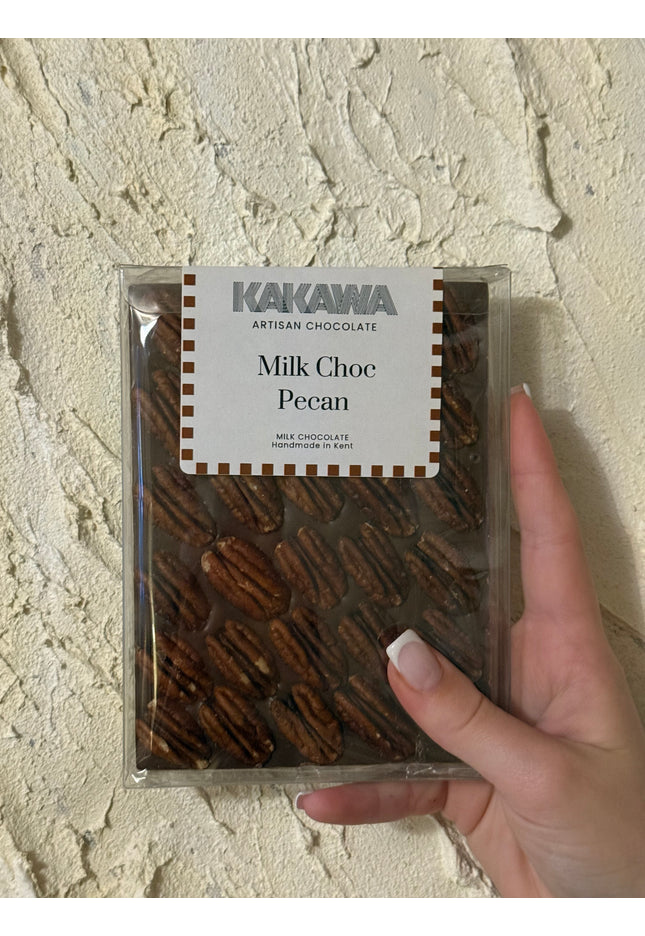 KAKAWA
ARTISAN CHOCOLATE
Milk Choc
Pecan
MILK CHOCOLATE
Handmade in Kent